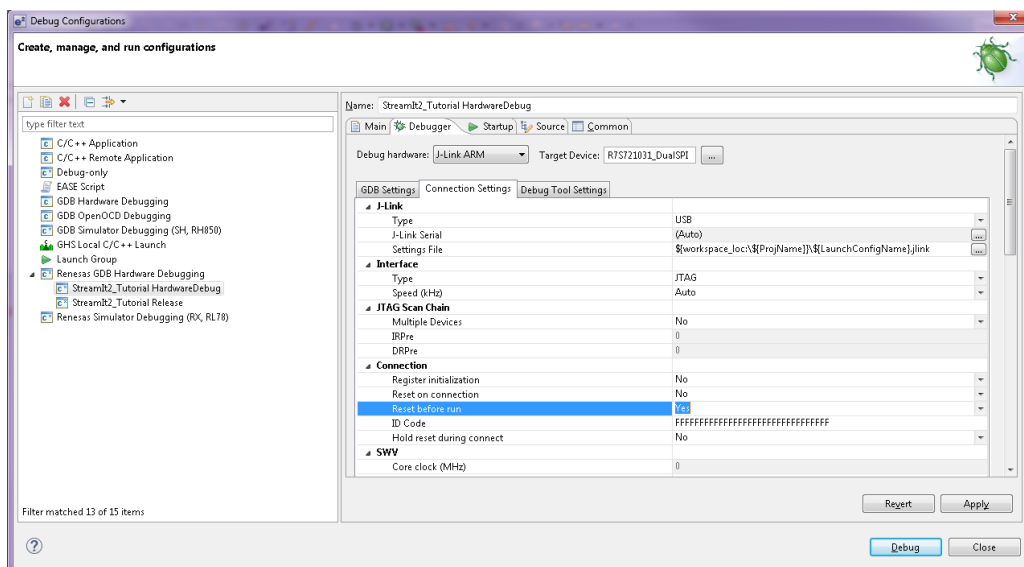 Debug Configurations
Create, manage, and run configurations
type filter text
C/C++ Application
C/C++ Remote Application
Debug-only
EASE Script
GDB Hardware Debugging
GDB OpenOCD Debugging
GDB Simulator Debugging (SH, RH850)
GHS Local C/C++ Launch
Launch Group
Renesas GDB Hardware Debugging
StreamIt2_Tutorial HardwareDebug
StreamIt2_Tutorial Release
Renesas Simulator Debugging (RX, RL78)
Filter matched 13 of 15 items
Name: StreamIt2_Tutorial HardwareDebug
Main Debugger Startup Source Common
Debug hardware: J-Link ARM Target Device: R7S721031_DualSPI ...
GDB Settings Connection Settings Debug Tool Settings
J-Link
Type USB
J-Link Serial (Auto) ...
Settings File ${workspace_loc:\${ProjName}}\${LaunchConfigName}.jlink ...
Interface
Type JTAG
Speed (kHz) Auto
JTAG Scan Chain
Multiple Devices No
IRPre 0
DRPre 0
Connection
Register initialization No
Reset on connection No
Reset before run Yes
ID Code FFFFFFFFFFFFFFFFFFFFFFFFFFFFFFFF
Hold reset during connect No
SWV
Core clock (MHz) 0
Revert Apply
Debug Close